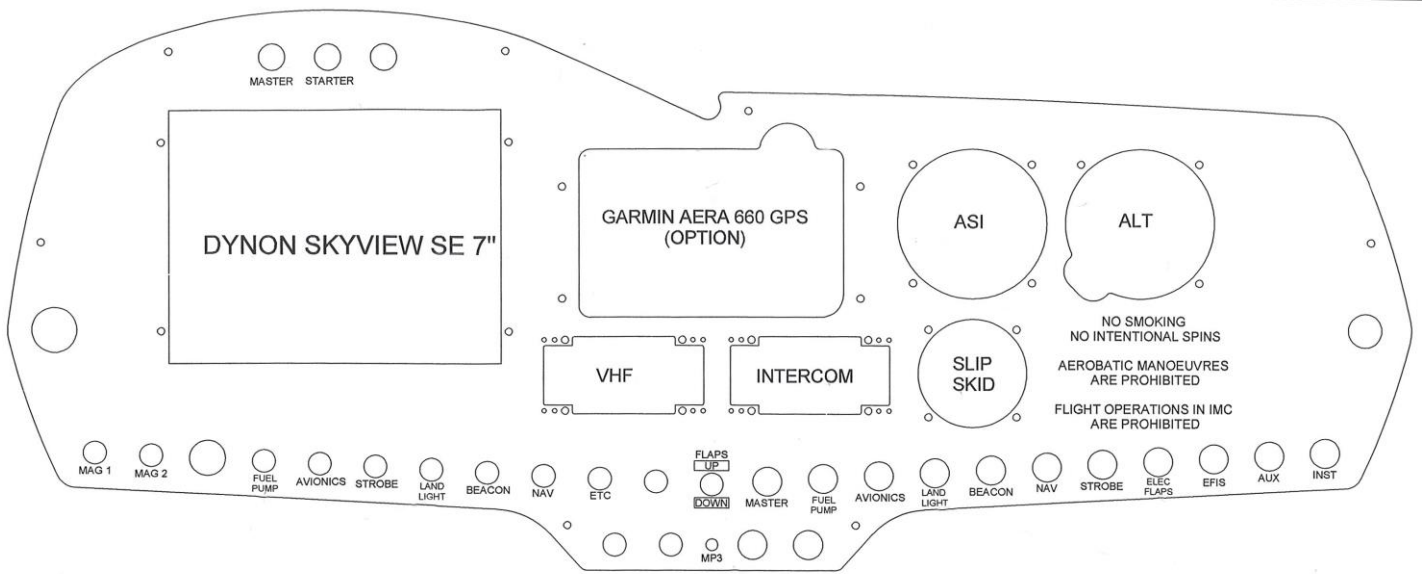 MASTER STARTER
DYNON SKYVIEW SE 7"
GARMIN AERA 660 GPS
(OPTION)
ASI
ALT
VHF
INTERCOM
SLIP
SKID
NO SMOKING
NO INTENTIONAL SPINS
AEROBATIC MANOEUVRES
ARE PROHIBITED
FLIGHT OPERATIONS IN IMC
ARE PROHIBITED
MAG 1
MAG 2
FUEL
PUMP
AVIONICS
STROBE
LAND
LIGHT
BEACON
NAV
ETC
FLAPS
UP
DOWN
MASTER
FUEL
PUMP
AVIONICS
LAND
LIGHT
BEACON
NAV
STROBE
ELEC
FLAPS
EFIS
AUX
INST
MP3